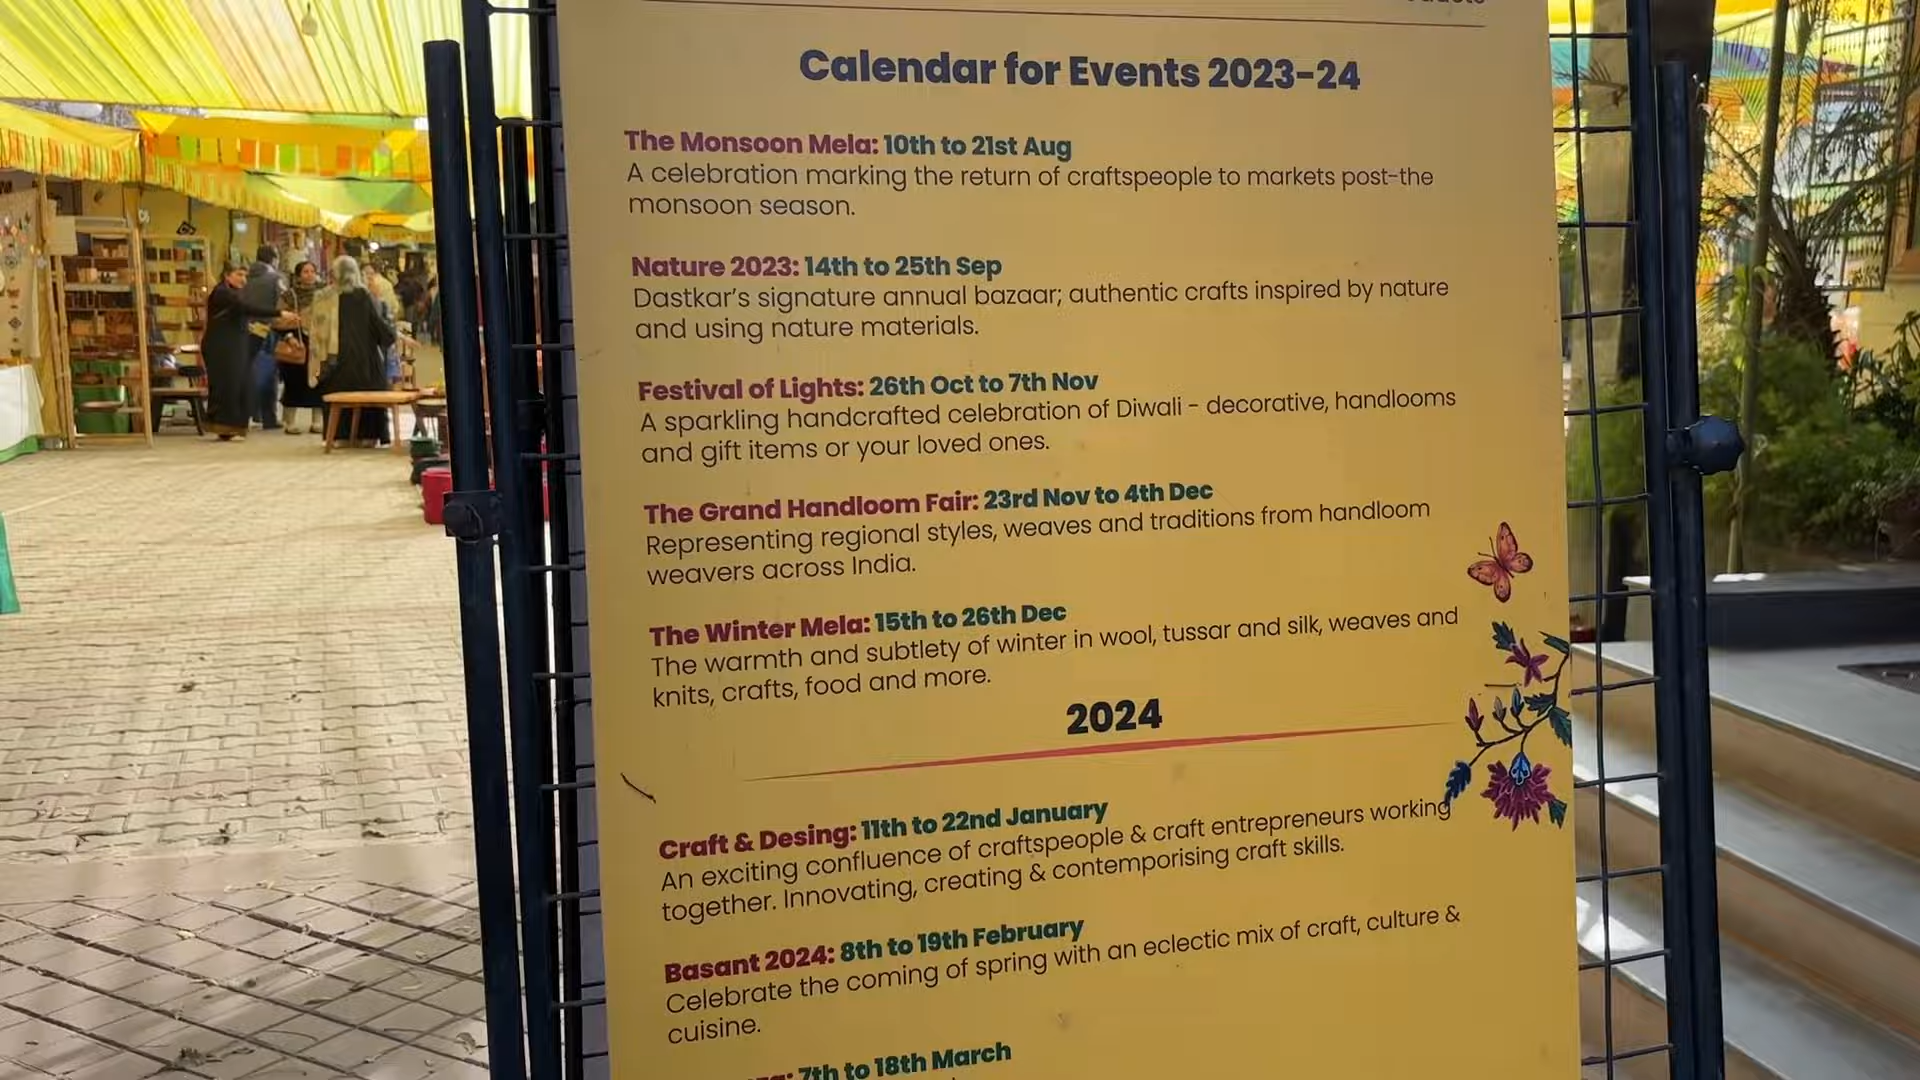 Calendar for Events 2023-24
The Monsoon Mela: 10th to 21st Aug
A celebration marking the return of craftspeople to markets post-the
monsoon season.
Nature 2023: 14th to 25th Sep
Dastkar's signature annual bazaar; authentic crafts inspired by nature
and using nature materials.
Festival of Lights: 26th Oct to 7th Nov
A sparkling handcrafted celebration of Diwali - decorative, handlooms
and gift items or your loved ones.
The Grand Handloom Fair: 23rd Nov to 4th Dec
Representing regional styles, weaves and traditions from handloom
weavers across India.
The Winter Mela: 15th to 26th Dec
The warmth and subtlety of winter in wool, tussar and silk, weaves and
knits, crafts, food and more.
2024
Craft & Desing: 11th to 22nd January
An exciting confluence of craftspeople & craft entrepreneurs working
together. Innovating, creating & contemporising craft skills.
Basant 2024: 8th to 19th February
Celebrate the coming of spring with an eclectic mix of craft, culture &
cuisine.
7th to 18th March